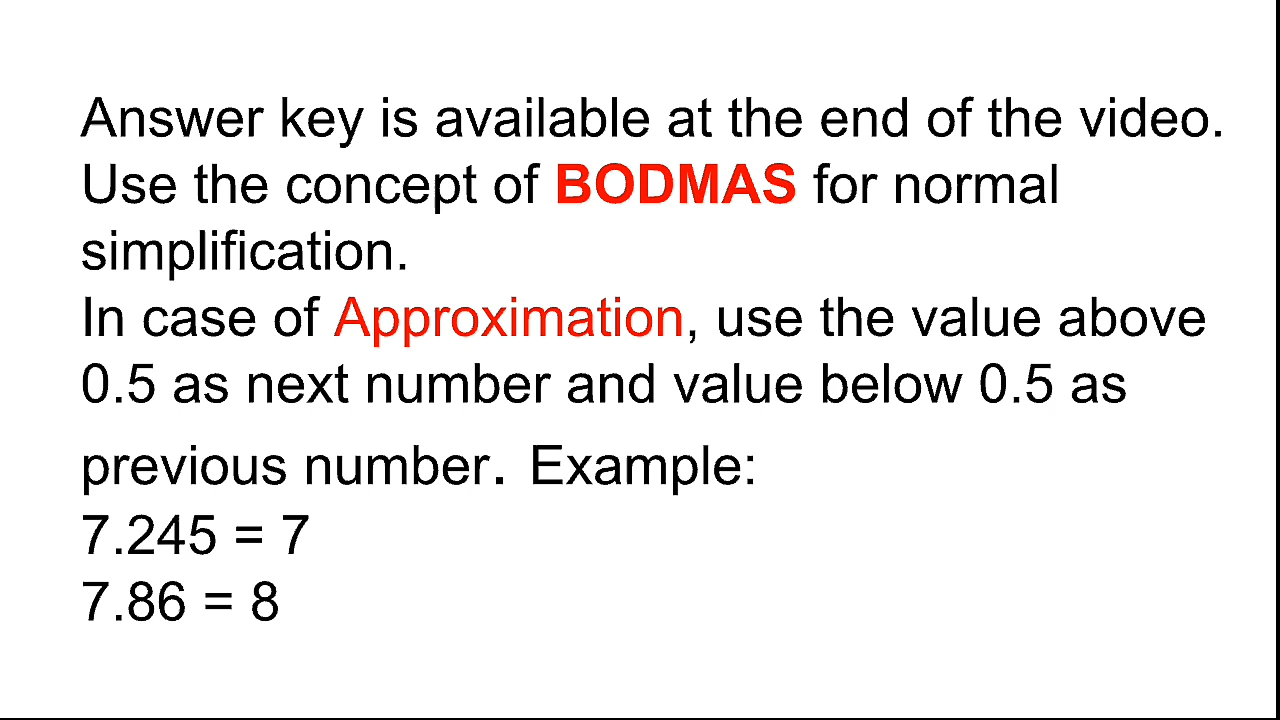 Answer key is available at the end of the video.
Use the concept of BODMAS for normal
simplification.
In case of Approximation, use the value above
0.5 as next number and value below 0.5 as
previous number. Example:
7.245 = 7
7.86 = 8